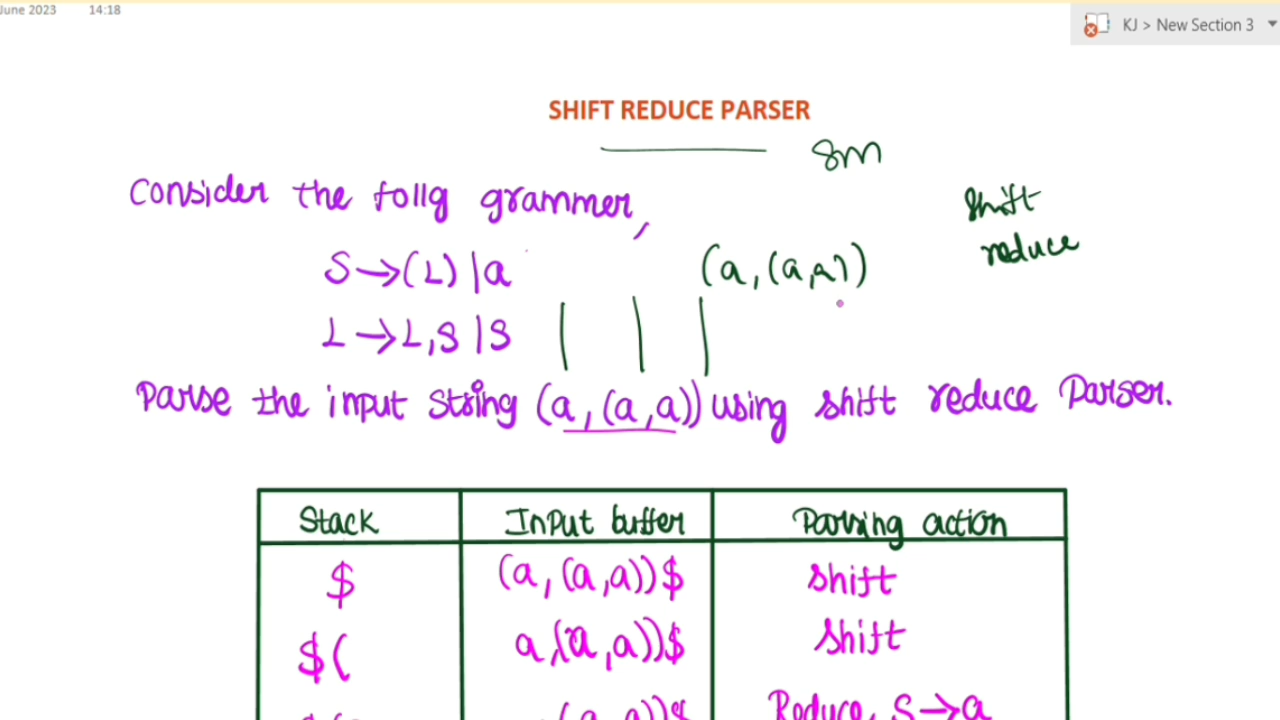 June 2023 14:18
KJ > New Section 3
SHIFT REDUCE PARSER
8m
Consider the follg grammer,
shift
reduce
S→(L)|a
(a,(a,a))
L→L,S|S
Parse the input string (a,(a,a)) using shift reduce Parser.
Stack Input buffer Parsing action
$ (a,(a,a))$ shift
$( a,(a,a))$ shift
Reduce S→a